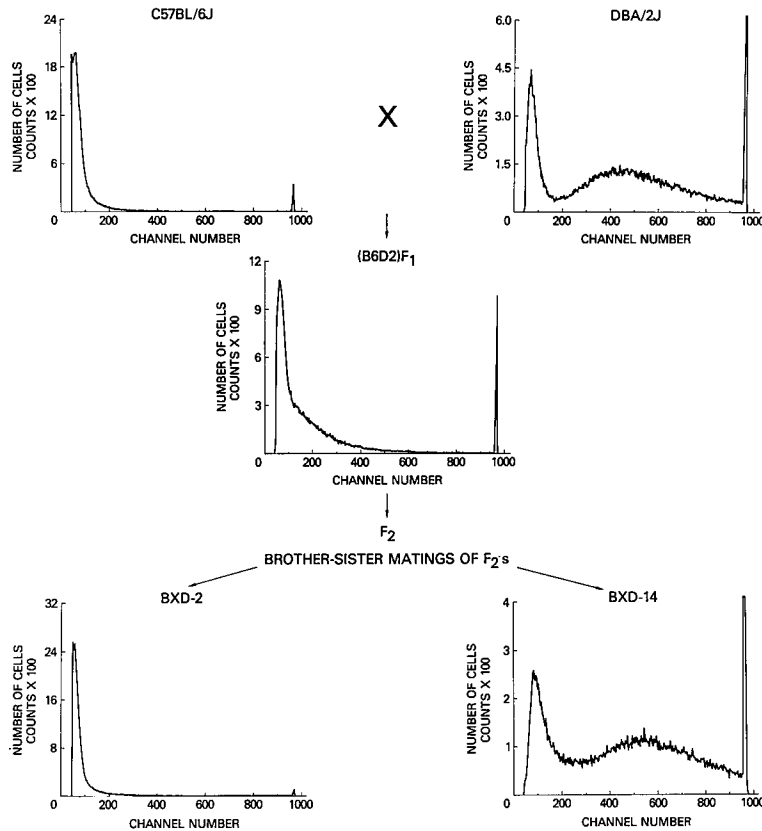 C57BL/6J
NUMBER OF CELLS
COUNTS X 100
24
18
12
6
0 200 400 600 800 1000
CHANNEL NUMBER
X
DBA/2J
NUMBER OF CELLS
COUNTS X 100
6.0
4.5
3.0
1.5
0 200 400 600 800 1000
CHANNEL NUMBER
(B6D2)F1
NUMBER OF CELLS
COUNTS X 100
12
9
6
3
0 200 400 600 800 1000
CHANNEL NUMBER
F2
BROTHER-SISTER MATINGS OF F2's
BXD-2
NUMBER OF CELLS
COUNTS X 100
32
24
16
8
0 200 400 600 800 1000
CHANNEL NUMBER
BXD-14
NUMBER OF CELLS
COUNTS X 100
4
3
2
1
0 200 400 600 800 1000
CHANNEL NUMBER